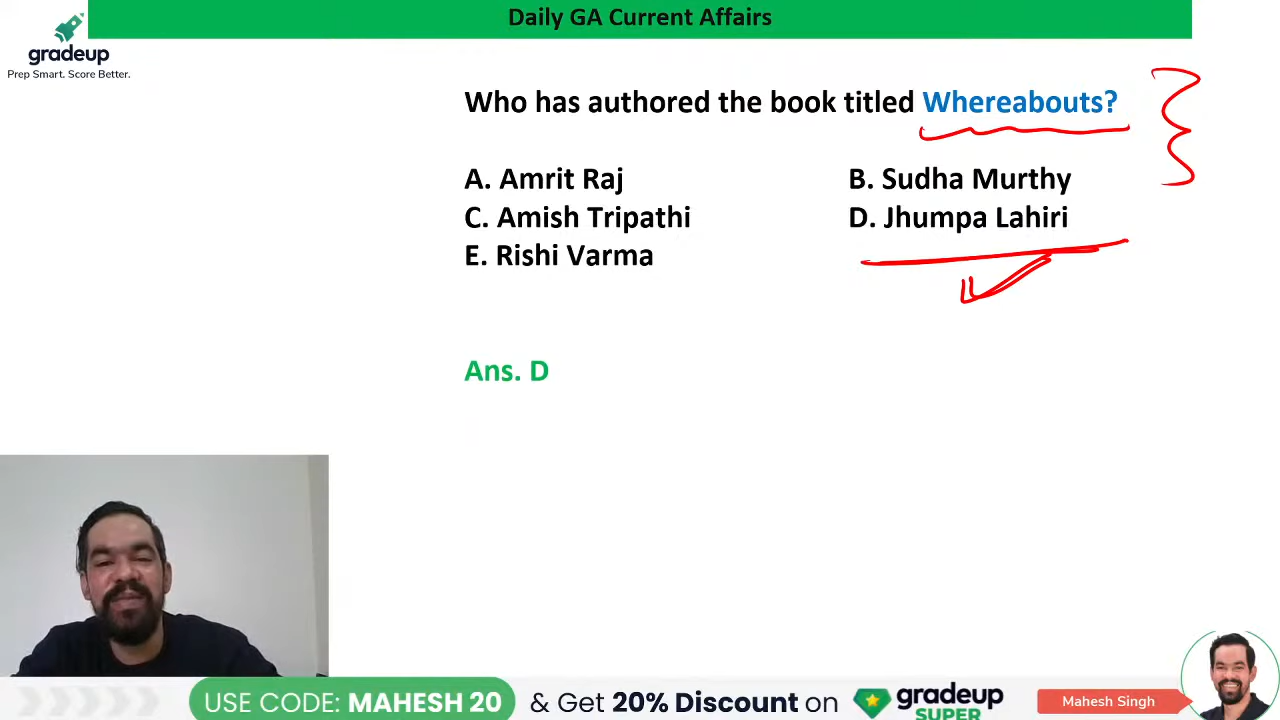 Daily GA Current Affairs
gradeup
Prep Smart. Score Better.
Who has authored the book titled Whereabouts?
A. Amrit Raj
B. Sudha Murthy
C. Amish Tripathi
D. Jhumpa Lahiri
E. Rishi Varma
Ans. D
USE CODE: MAHESH 20
& Get 20% Discount on
gradeup
SUPER
Mahesh Singh